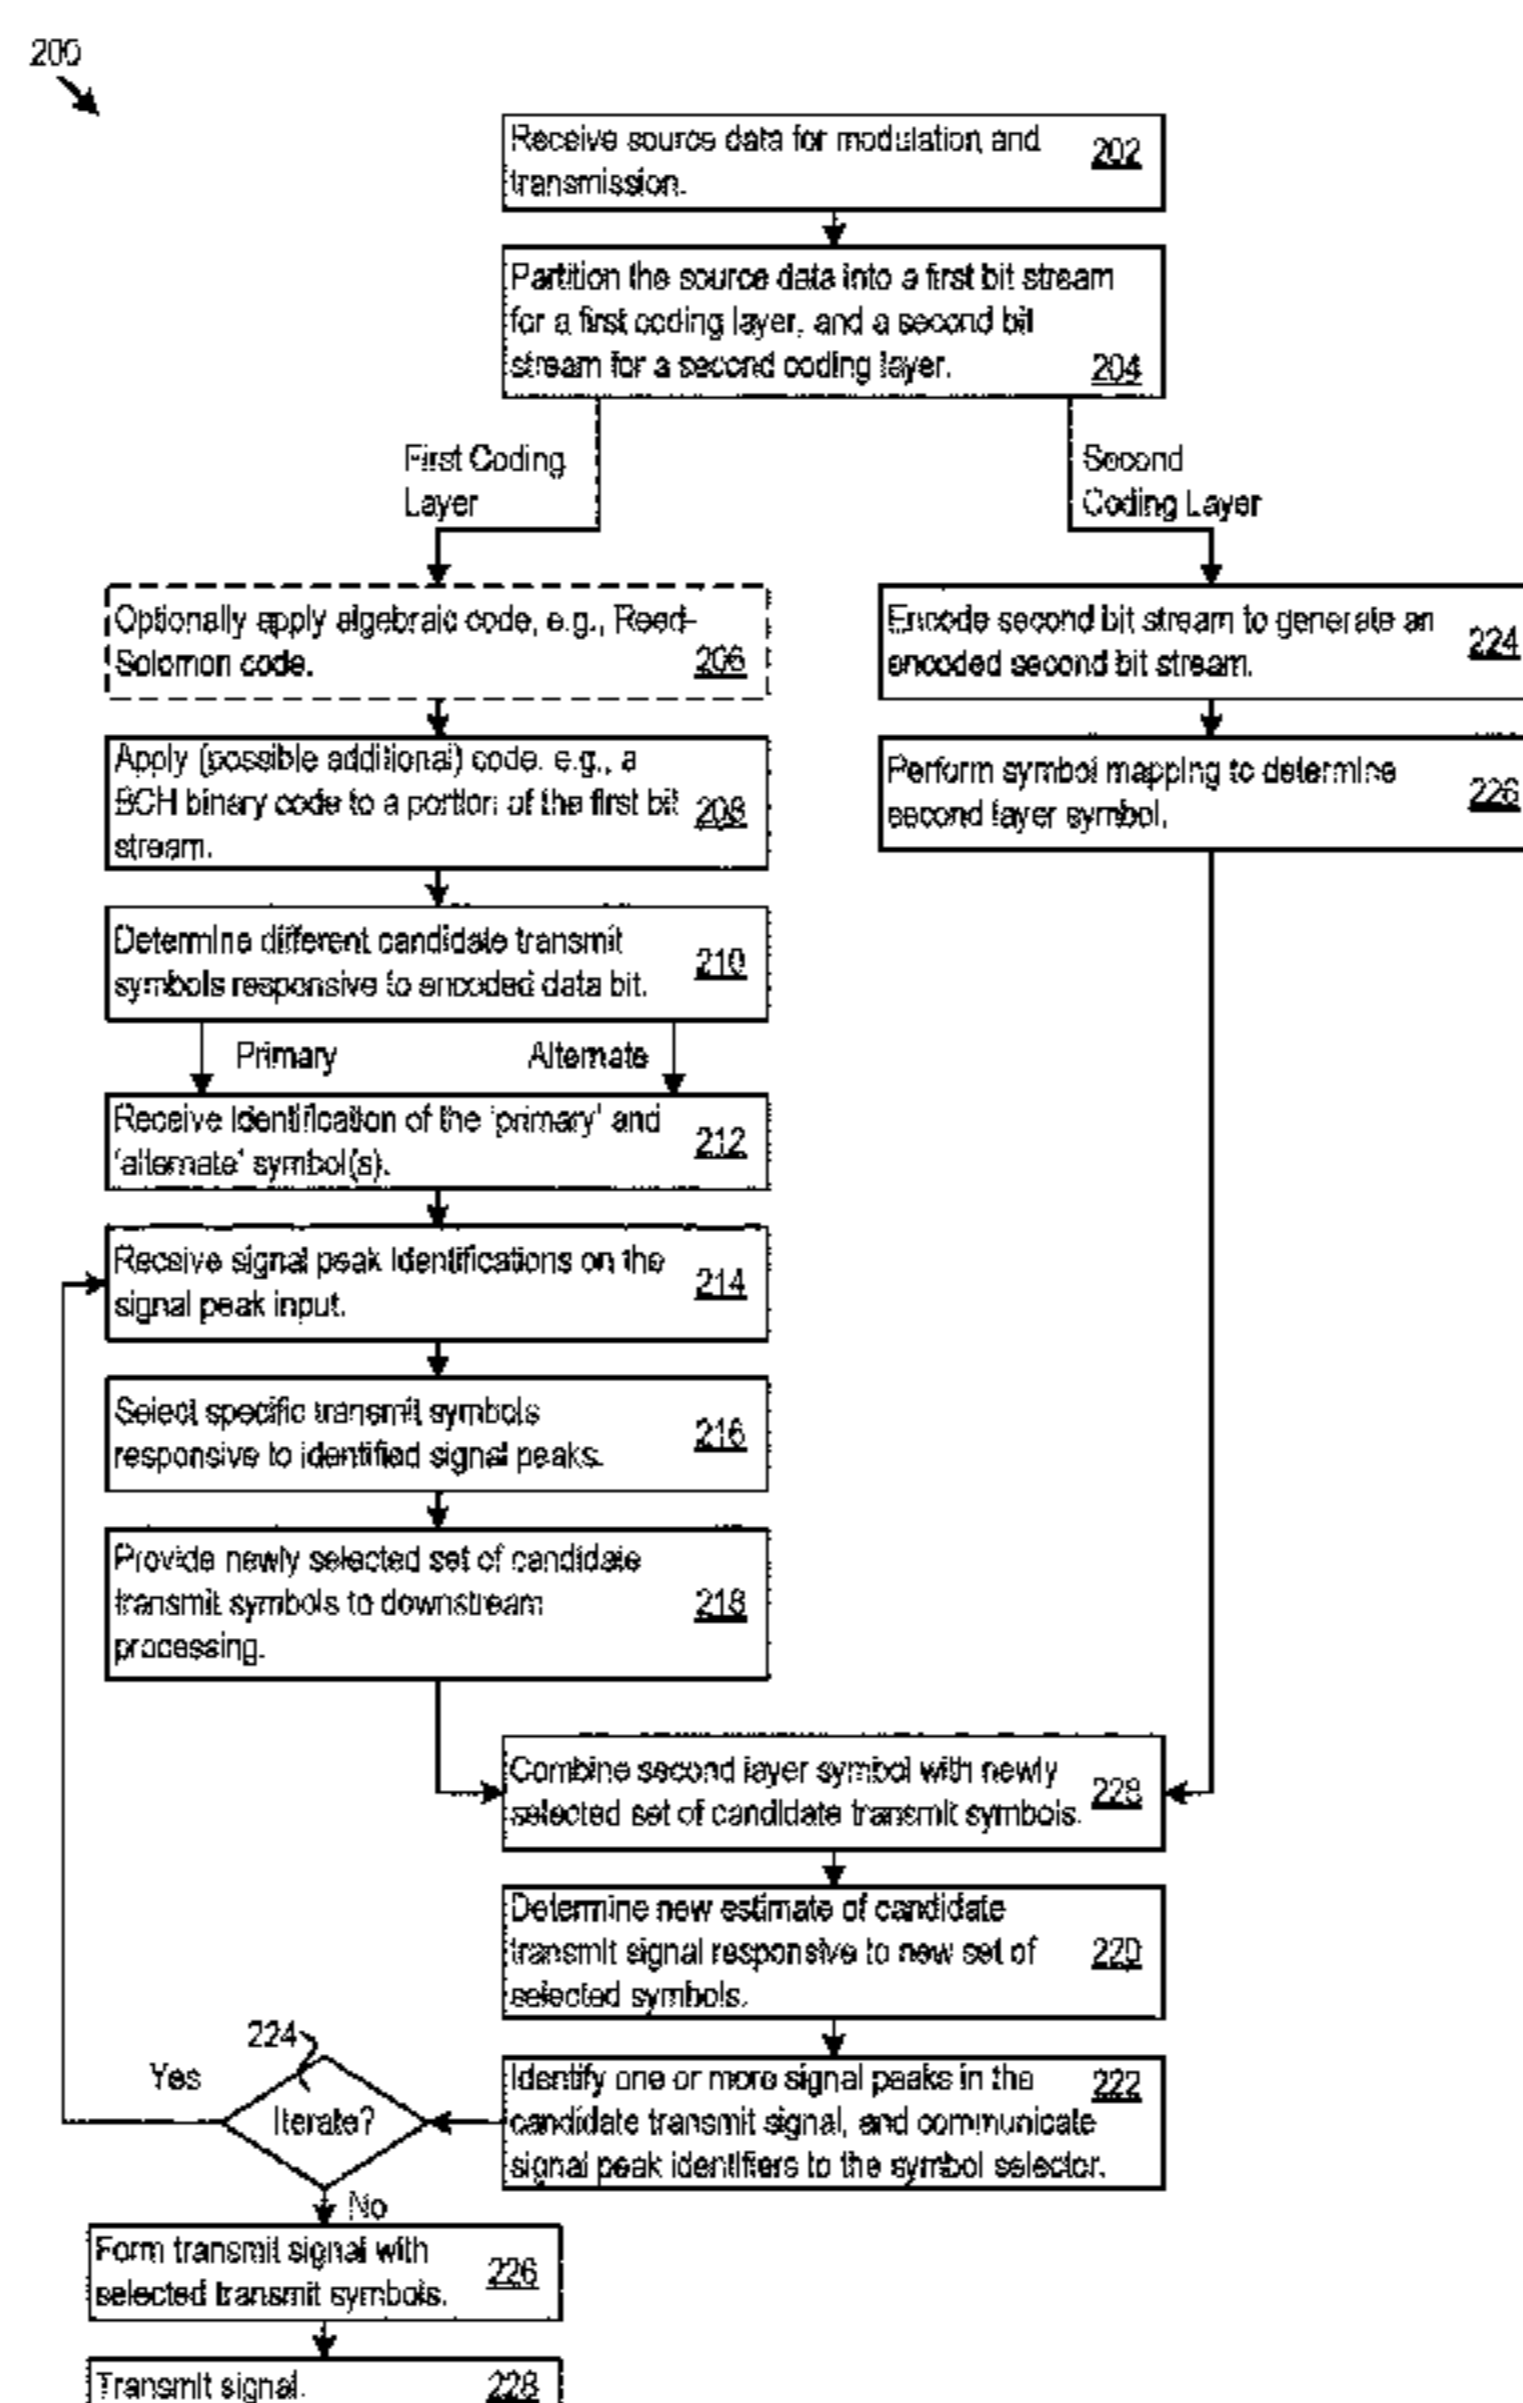 200
Receive source data for modulation and
transmission.
202
Partition the source data into a first bit stream
for a first coding layer, and a second bit
stream for a second coding layer.
204
First Coding
Layer
Second
Coding Layer
Optionally apply algebraic code, e.g., Reed-
Solomon code.
206
Encode second bit stream to generate an
encoded second bit stream.
224
Apply (possible additional) code. e.g., a
BCH binary code to a portion of the first bit
stream.
208
Perform symbol mapping to determine
second layer symbol.
226
Determine different candidate transmit
symbols responsive to encoded data bit.
210
Primary
Alternate
Receive identification of the 'primary' and
'alternate' symbol(s).
212
Receive signal peak identifications on the
signal peak input.
214
Select specific transmit symbols
responsive to identified signal peaks.
216
Provide newly selected set of candidate
transmit symbols to downstream
processing.
218
Combine second layer symbol with newly
selected set of candidate transmit symbols.
228
Determine new estimate of candidate
transmit signal responsive to new set of
selected symbols.
220
Identify one or more signal peaks in the
candidate transmit signal, and communicate
signal peak identifiers to the symbol selector.
222
224
Yes
Iterate?
No
Form transmit signal with
selected transmit symbols.
226
Transmit signal.
228